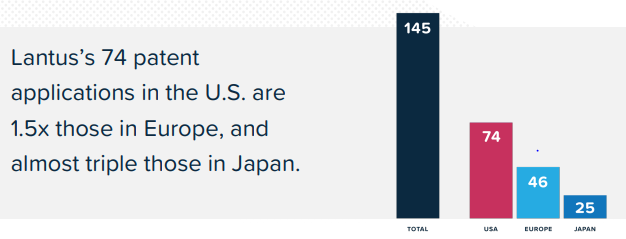 145
Lantus’s 74 patent
applications in the U.S. are
1.5x those in Europe, and
almost triple those in Japan.
74
46
25
TOTAL
USA
EUROPE
JAPAN